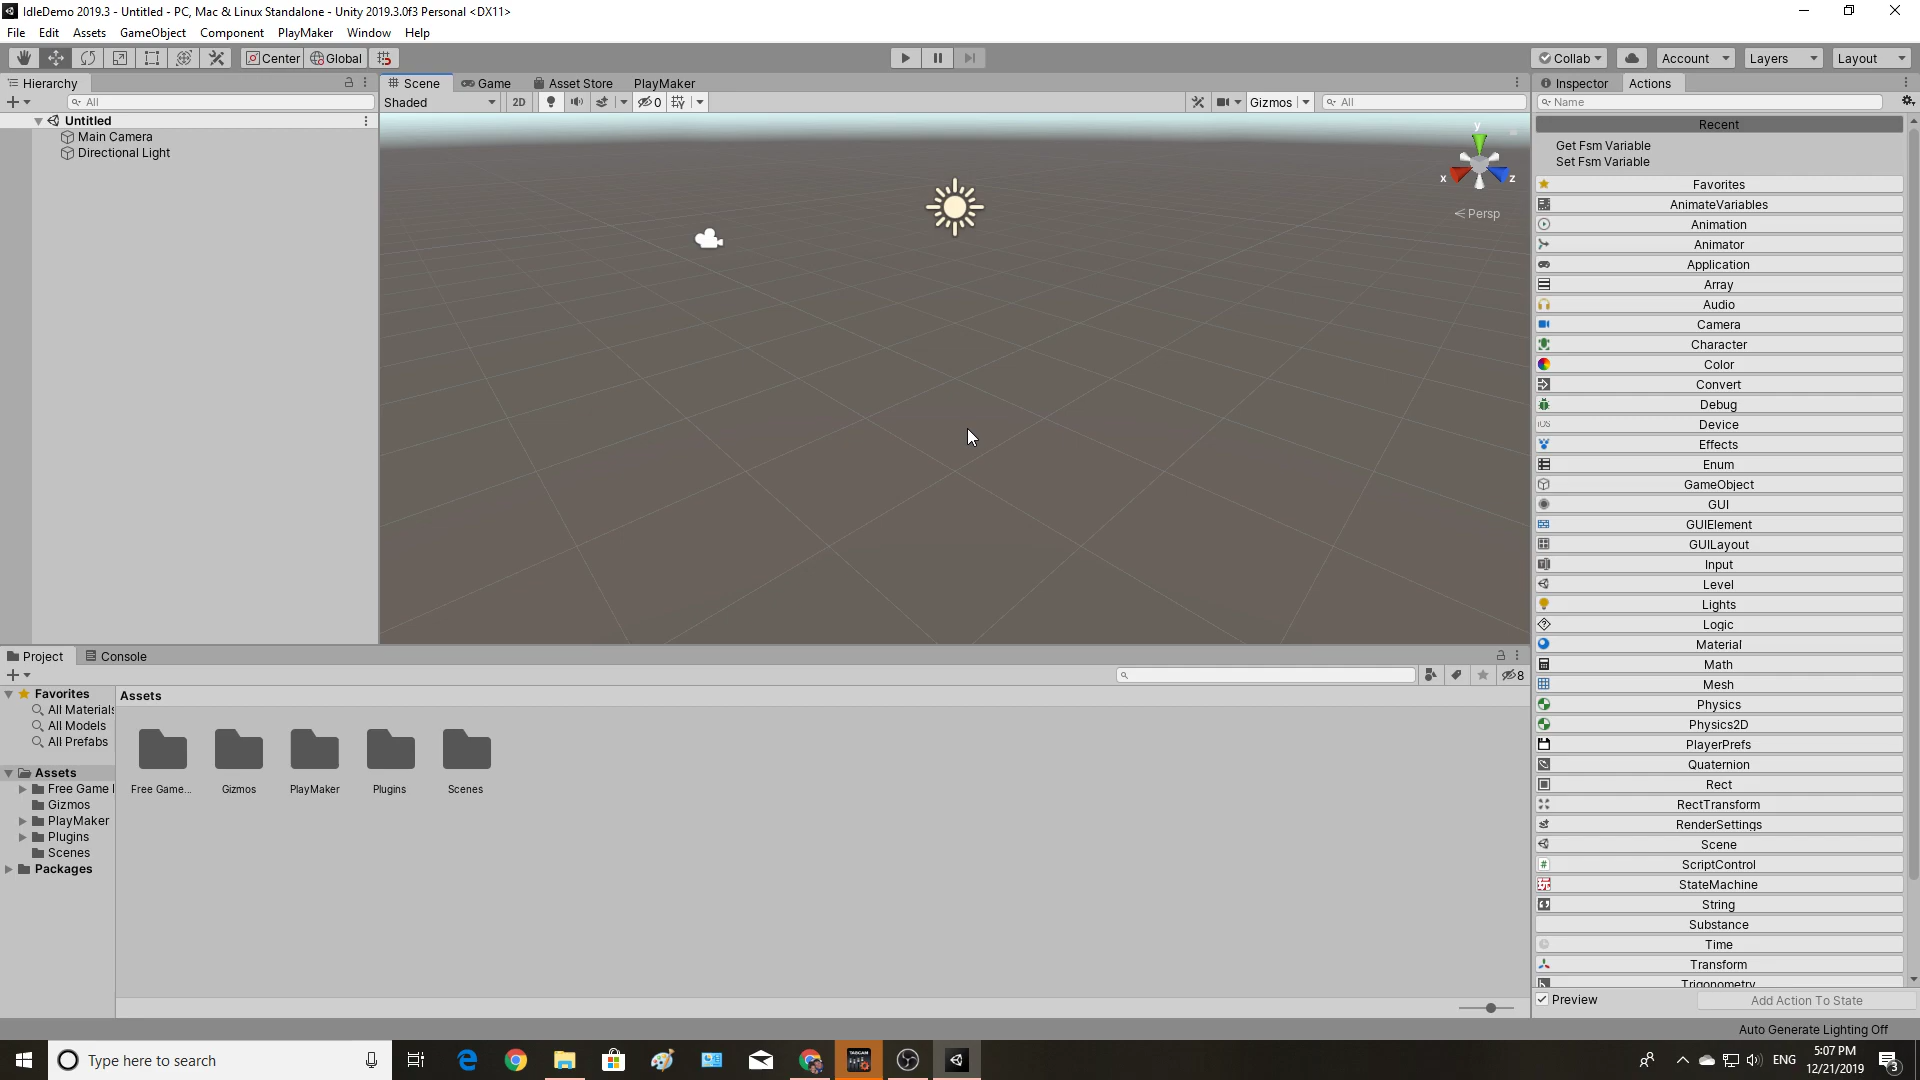 IdleDemo 2019.3 - Untitled - PC, Mac & Linux Standalone - Unity 2019.3.0f3 Personal <DX11>
File Edit Assets GameObject Component PlayMaker Window Help
Center Global Collab Account Layers Layout
Hierarchy
All
Untitled
Main Camera
Directional Light
Scene Game Asset Store PlayMaker
Shaded 2D 0 Gizmos All
y
x z
Persp
Inspector Actions
Name
Recent
Get Fsm Variable
Set Fsm Variable
Favorites
AnimateVariables
Animation
Animator
Application
Array
Audio
Camera
Character
Color
Convert
Debug
iOS Device
Effects
Enum
GameObject
GUI
GUIElement
GUILayout
Input
Level
Lights
Logic
Material
Math
Mesh
Physics
Physics2D
PlayerPrefs
Quaternion
Rect
RectTransform
RenderSettings
Scene
ScriptControl
StateMachine
String
Substance
Time
Transform
Trigonometry
Preview Add Action To State
Project Console
8
Favorites
All Materials
All Models
All Prefabs
Assets
Free Game
Gizmos
PlayMaker
Plugins
Scenes
Packages
Assets
Free Game... Gizmos PlayMaker Plugins Scenes
Auto Generate Lighting Off
Type here to search
TASCAM
ENG
5:07 PM
12/21/2019
3